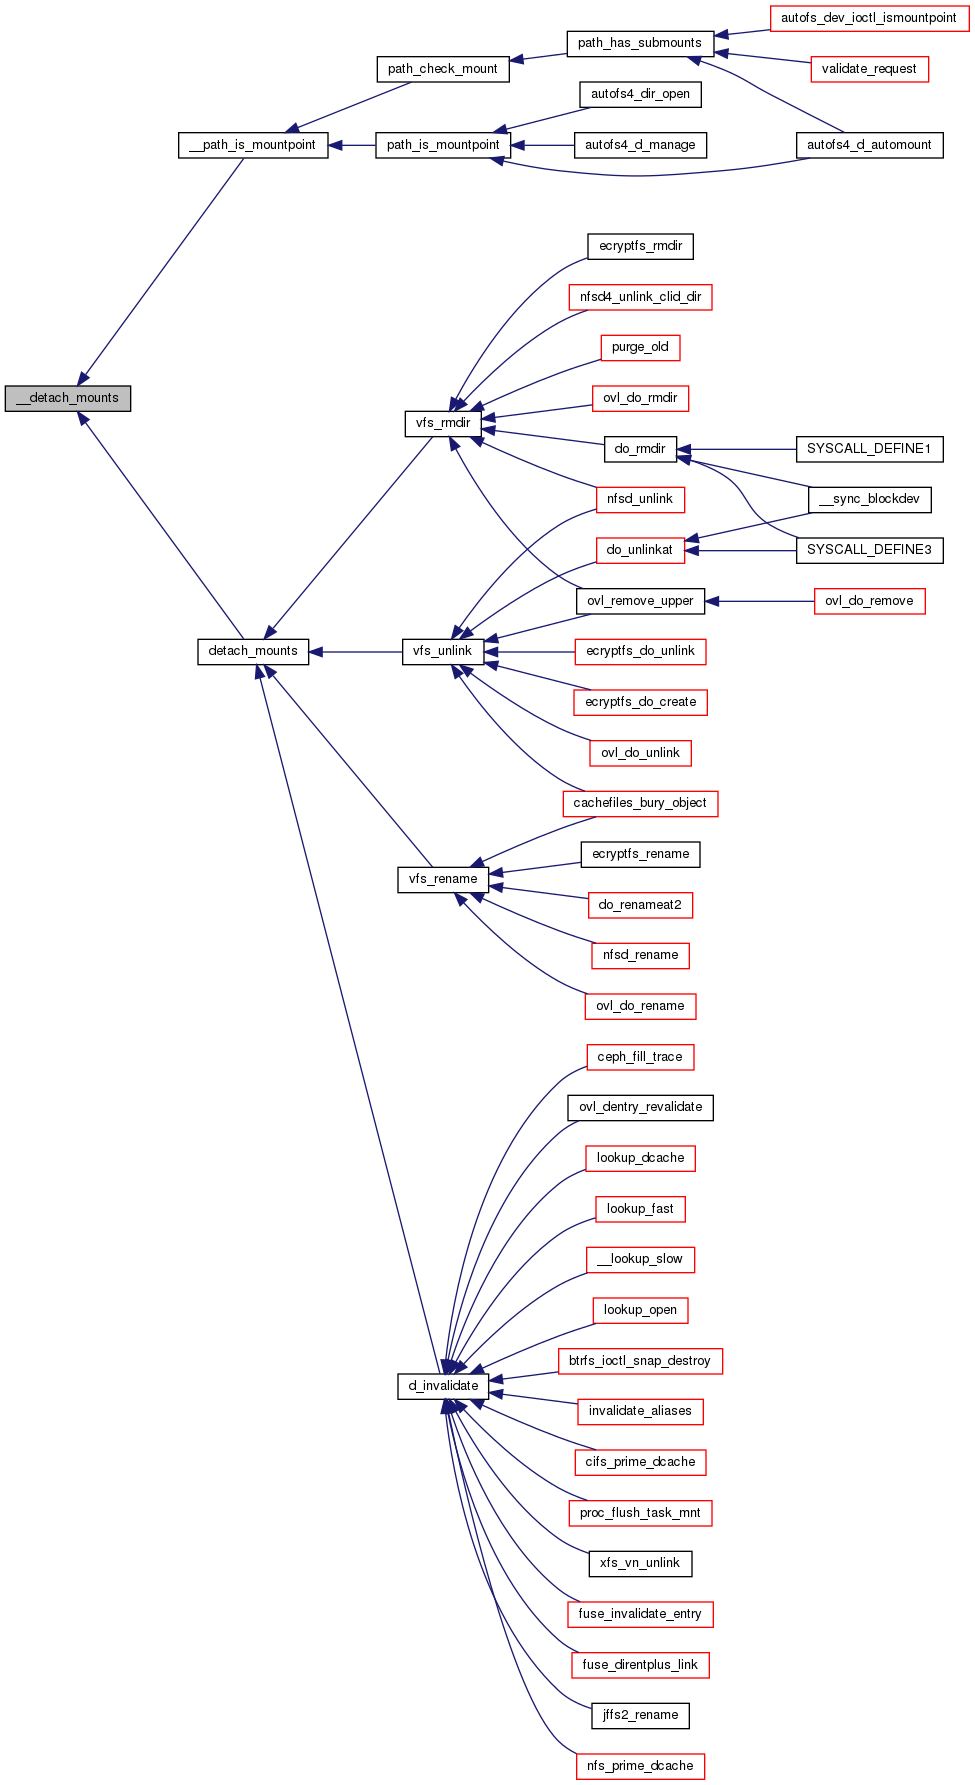 autofs_dev_ioctl_ismountpoint
path_has_submounts
path_check_mount
validate_request
autofs4_dir_open
__path_is_mountpoint
path_is_mountpoint
autofs4_d_manage
autofs4_d_automount
ecryptfs_rmdir
nfsd4_unlink_clid_dir
purge_old
__detach_mounts
ovl_do_rmdir
vfs_rmdir
do_rmdir
SYSCALL_DEFINE1
nfsd_unlink
__sync_blockdev
do_unlinkat
SYSCALL_DEFINE3
ovl_remove_upper
ovl_do_remove
detach_mounts
vfs_unlink
ecryptfs_do_unlink
ecryptfs_do_create
ovl_do_unlink
cachefiles_bury_object
ecryptfs_rename
vfs_rename
do_renameat2
nfsd_rename
ovl_do_rename
ceph_fill_trace
ovl_dentry_revalidate
lookup_dcache
lookup_fast
__lookup_slow
lookup_open
btrfs_ioctl_snap_destroy
d_invalidate
invalidate_aliases
cifs_prime_dcache
proc_flush_task_mnt
xfs_vn_unlink
fuse_invalidate_entry
fuse_direntplus_link
jffs2_rename
nfs_prime_dcache